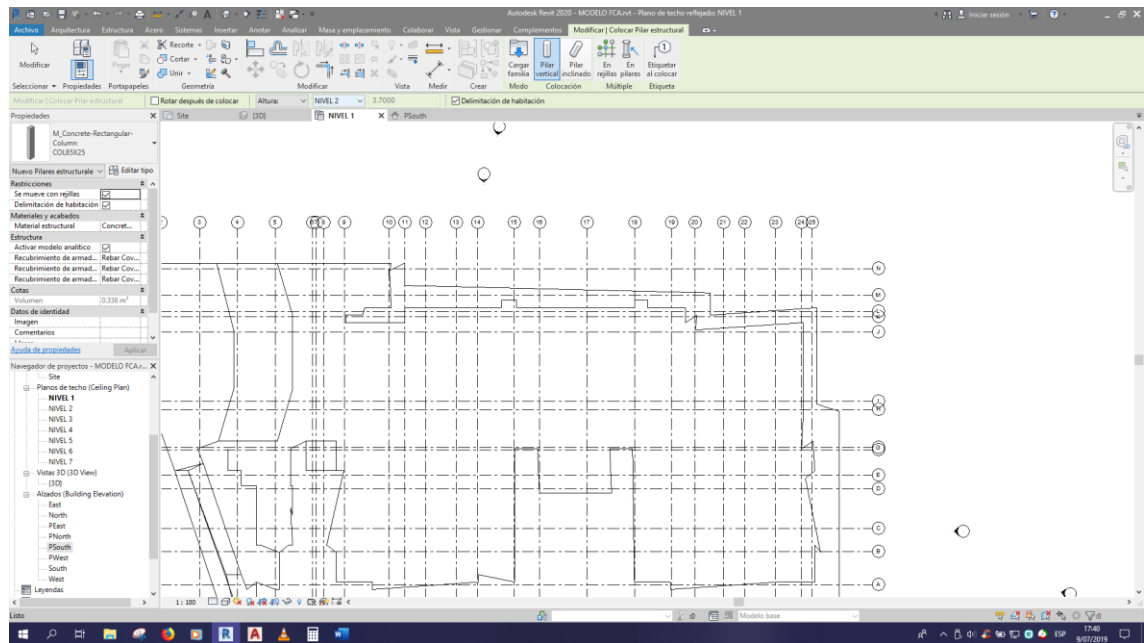 Autodesk Revit 2020 - MODELO FCA.rvt - Plano de techo reflejado: NIVEL 1
Iniciar sesión
Archivo Arquitectura Estructura Acero Sistemas Insertar Anotar Analizar Masa y emplazamiento Colaborar Vista Gestionar Complementos Modificar | Colocar Pilar estructural
Modificar
Pegar
Recorte
Cortar
Unir
Cargar familia
Pilar vertical
Pilar inclinado
En rejillas
En pilares
Etiquetar al colocar
Seleccionar Propiedades Portapapeles Geometría Modificar Vista Medir Crear Modo Colocación Múltiple Etiqueta
Modificar | Colocar Pilar estructural Rotar después de colocar Altura: NIVEL 2 3.7000 Delimitación de habitación
Propiedades X
Site {3D} NIVEL 1 X PSouth
M_Concrete-Rectangular-
Column
COL85X25
Nuevo Pilares estructurale Editar tipo
Restricciones
Se mueve con rejillas
Delimitación de habitación
Materiales y acabados
Material estructural Concret...
Estructura
Activar modelo analítico
Recubrimiento de armad... Rebar Cov...
Recubrimiento de armad... Rebar Cov...
Recubrimiento de armad... Rebar Cov...
Cotas
Volumen 0.338 m³
Datos de identidad
Imagen
Comentarios
Ayuda de propiedades Aplicar
Navegador de proyectos - MODELO FCA.r... X
Site
Planos de techo (Ceiling Plan)
NIVEL 1
NIVEL 2
NIVEL 3
NIVEL 4
NIVEL 5
NIVEL 6
NIVEL 7
Vistas 3D (3D View)
{3D}
Alzados (Building Elevation)
East
North
PEast
PNorth
PSouth
PWest
South
West
Leyendas
3 4 5 8 9 10 11 12 13 14 15 16 17 18 19 20 21 22 23 24 25
N
M
J
I
H
G
E
D
C
B
A
1 : 100
Listo
:0
Modelo base
:0
ESP
17:40
9/07/2019